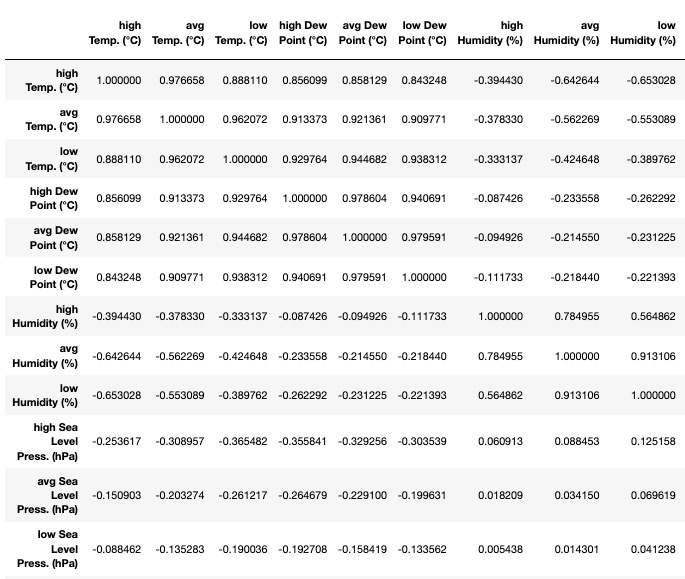 high avg low high Dew avg Dew low Dew high avg low
Temp. (°C) Temp. (°C) Temp. (°C) Point (°C) Point (°C) Point (°C) Humidity (%) Humidity (%) Humidity (%)
high
Temp. (°C) 1.000000 0.976658 0.888110 0.856099 0.858129 0.843248 -0.394430 -0.642644 -0.653028
avg
Temp. (°C) 0.976658 1.000000 0.962072 0.913373 0.921361 0.909771 -0.378330 -0.562269 -0.553089
low
Temp. (°C) 0.888110 0.962072 1.000000 0.929764 0.944682 0.938312 -0.333137 -0.424648 -0.389762
high Dew
Point (°C) 0.856099 0.913373 0.929764 1.000000 0.978604 0.940691 -0.087426 -0.233558 -0.262292
avg Dew
Point (°C) 0.858129 0.921361 0.944682 0.978604 1.000000 0.979591 -0.094926 -0.214550 -0.231225
low Dew
Point (°C) 0.843248 0.909771 0.938312 0.940691 0.979591 1.000000 -0.111733 -0.218440 -0.221393
high
Humidity (%) -0.394430 -0.378330 -0.333137 -0.087426 -0.094926 -0.111733 1.000000 0.784955 0.564862
avg
Humidity (%) -0.642644 -0.562269 -0.424648 -0.233558 -0.214550 -0.218440 0.784955 1.000000 0.913106
low
Humidity (%) -0.653028 -0.553089 -0.389762 -0.262292 -0.231225 -0.221393 0.564862 0.913106 1.000000
high Sea
Level -0.253617 -0.308957 -0.365482 -0.355841 -0.329256 -0.303539 0.060913 0.088453 0.125158
Press. (hPa)
avg Sea
Level -0.150903 -0.203274 -0.261217 -0.264679 -0.229100 -0.199631 0.018209 0.034150 0.069619
Press. (hPa)
low Sea
Level -0.088462 -0.135283 -0.190036 -0.192708 -0.158419 -0.133562 0.005438 0.014301 0.041238
Press. (hPa)